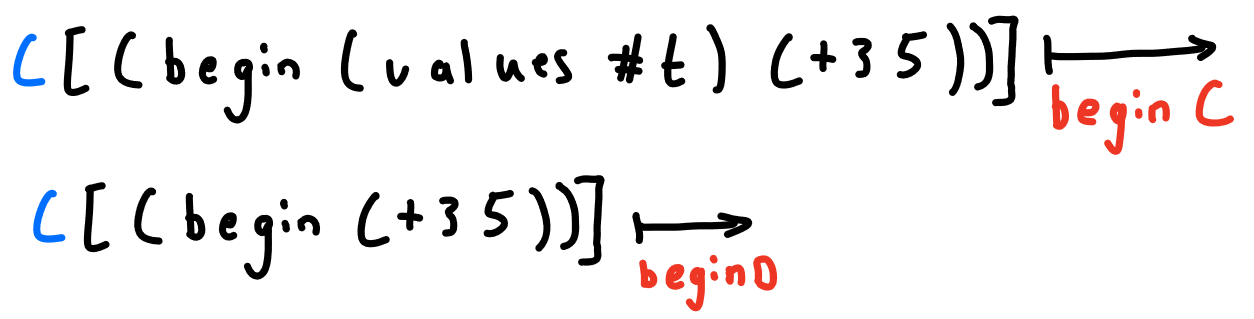 C[(begin (values #t) (+ 3 5))] ↦ begin C
C[(begin (+ 3 5))] ↦ beginD